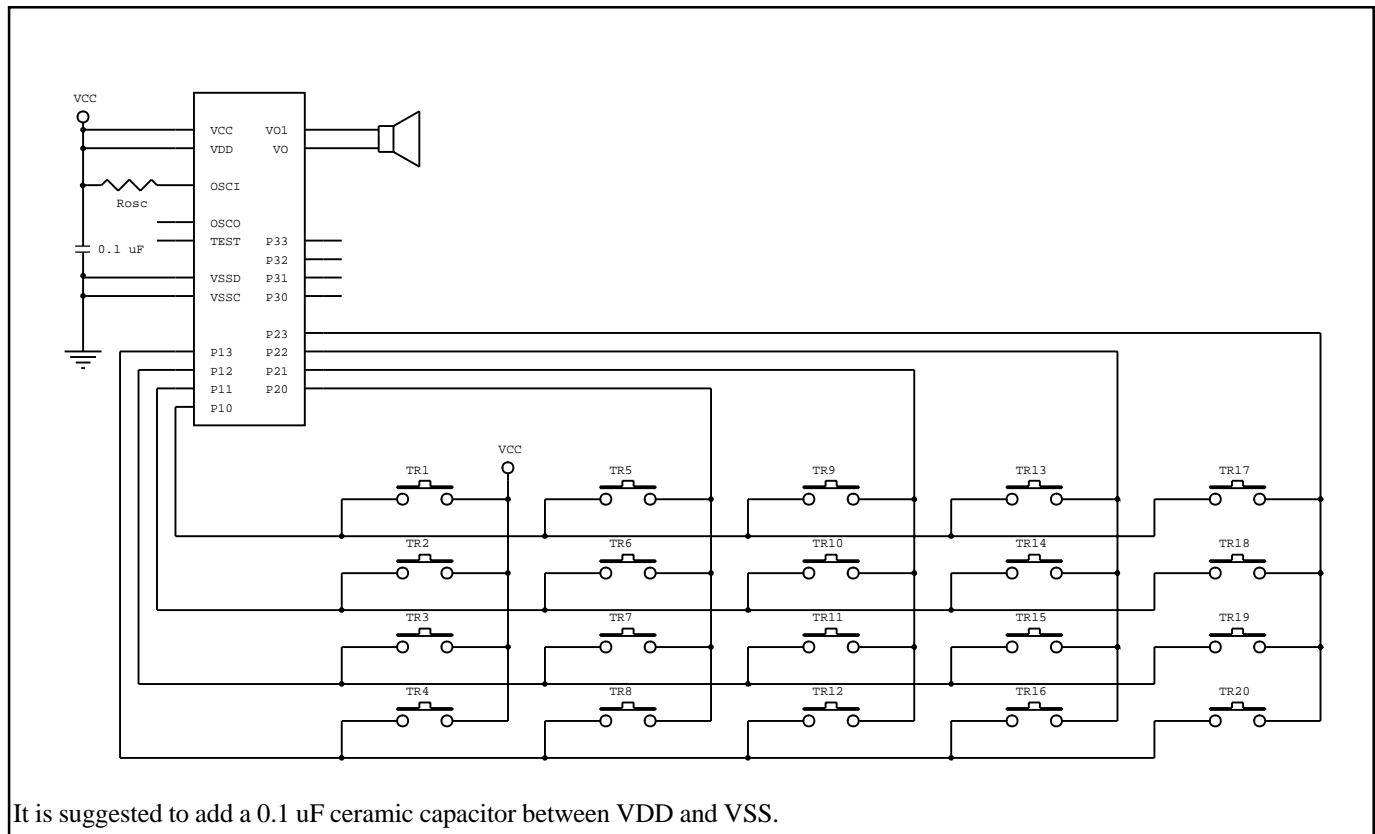 VCC
VCC VO1
VDD VO
OSCI
Rosc
OSCO
TEST P33
0.1 uF
P32
VSSD P31
VSSC P30
P23
P13 P22
P12 P21
P11 P20
P10
VCC
TR1 TR5 TR9 TR13 TR17
TR2 TR6 TR10 TR14 TR18
TR3 TR7 TR11 TR15 TR19
TR4 TR8 TR12 TR16 TR20
It is suggested to add a 0.1 uF ceramic capacitor between VDD and VSS.